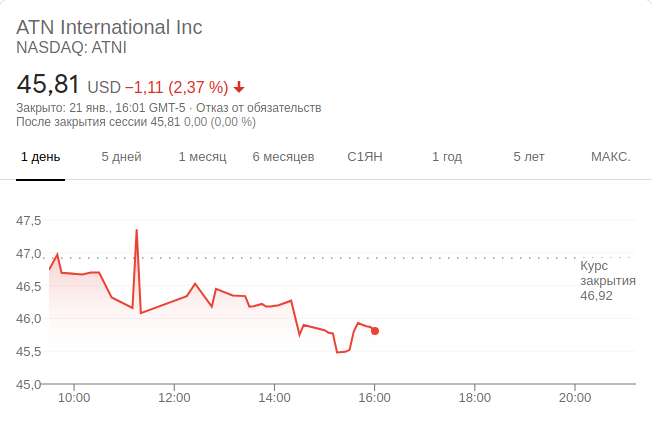 ATN International Inc
NASDAQ: ATNI
45,81 USD −1,11 (2,37 %)
Закрыто: 21 янв., 16:01 GMT-5 · Отказ от обязательств
После закрытия сессии 45,81 0,00 (0,00 %)
1 день 5 дней 1 месяц 6 месяцев С1ЯН 1 год 5 лет МАКС.
47,5
47,0
Курс
закрытия
46,92
46,5
46,0
45,5
45,0
10:00 12:00 14:00 16:00 18:00 20:00